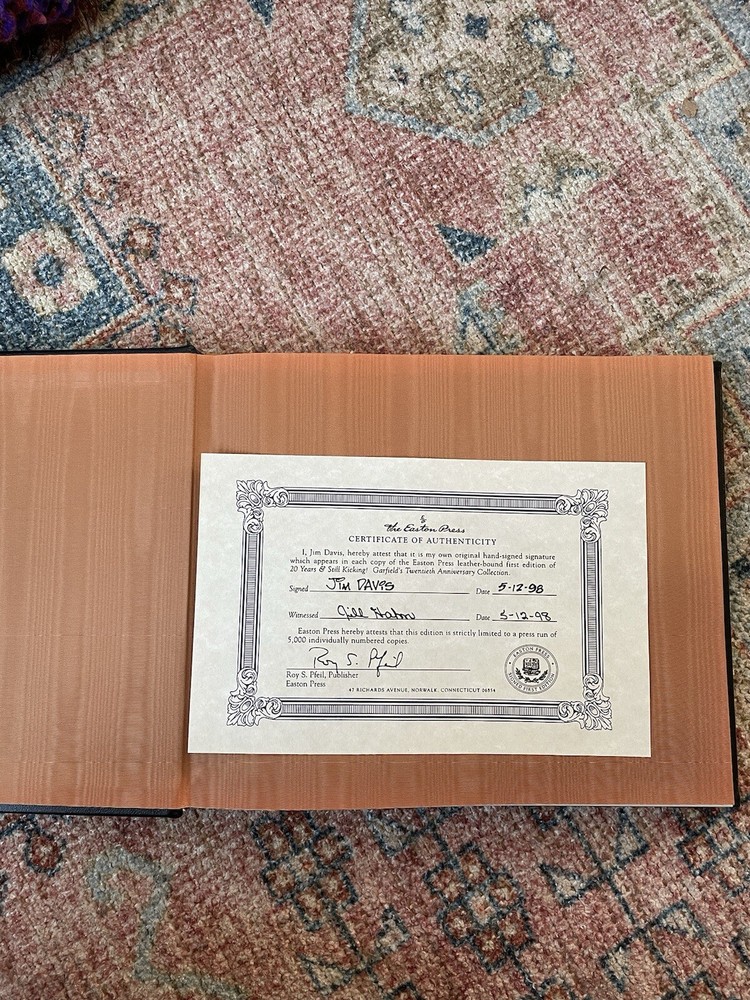 the Easton Press
CERTIFICATE OF AUTHENTICITY
I, Jim Davis, hereby attest that it is my own original hand-signed signature
which appears in each copy of the Easton Press leather-bound first edition of
20 Years & Still Kicking! Garfield's Twentieth Anniversary Collection.
Signed JIM DAVIS Date 5-12-98
Witnessed Jill Date 5-12-98
Easton Press hereby attests that this edition is strictly limited to a press run of
5,000 individually numbered copies.
Roy S. Pfeil
Roy S. Pfeil, Publisher
Easton Press
EASTON PRESS
SIGNED FIRST EDITION
47 RICHARDS AVENUE, NORWALK, CONNECTICUT 06854